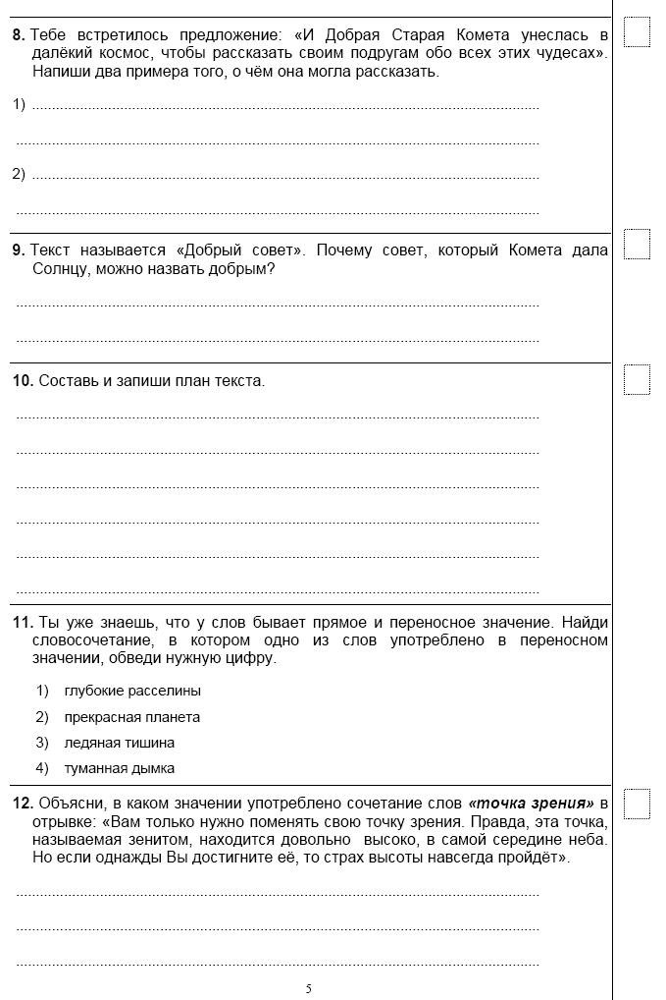 8. Тебе встретилось предложение: «И Добрая Старая Комета унеслась в
далёкий космос, чтобы рассказать своим подругам обо всех этих чудесах».
Напиши два примера того, о чём она могла рассказать.
1) ................................................................................................................................
................................................................................................................................
2) ................................................................................................................................
................................................................................................................................
9. Текст называется «Добрый совет». Почему совет, который Комета дала
Солнцу, можно назвать добрым?
................................................................................................................................
................................................................................................................................
10. Составь и запиши план текста.
................................................................................................................................
................................................................................................................................
................................................................................................................................
................................................................................................................................
................................................................................................................................
................................................................................................................................
11. Ты уже знаешь, что у слов бывает прямое и переносное значение. Найди
словосочетание, в котором одно из слов употреблено в переносном
значении, обведи нужную цифру.
1) глубокие расселины
2) прекрасная планета
3) ледяная тишина
4) туманная дымка
12. Объясни, в каком значении употреблено сочетание слов «точка зрения» в
отрывке: «Вам только нужно поменять свою точку зрения. Правда, эта точка,
называемая зенитом, находится довольно высоко, в самой середине неба.
Но если однажды Вы достигните её, то страх высоты навсегда пройдёт».
................................................................................................................................
................................................................................................................................
................................................................................................................................
5